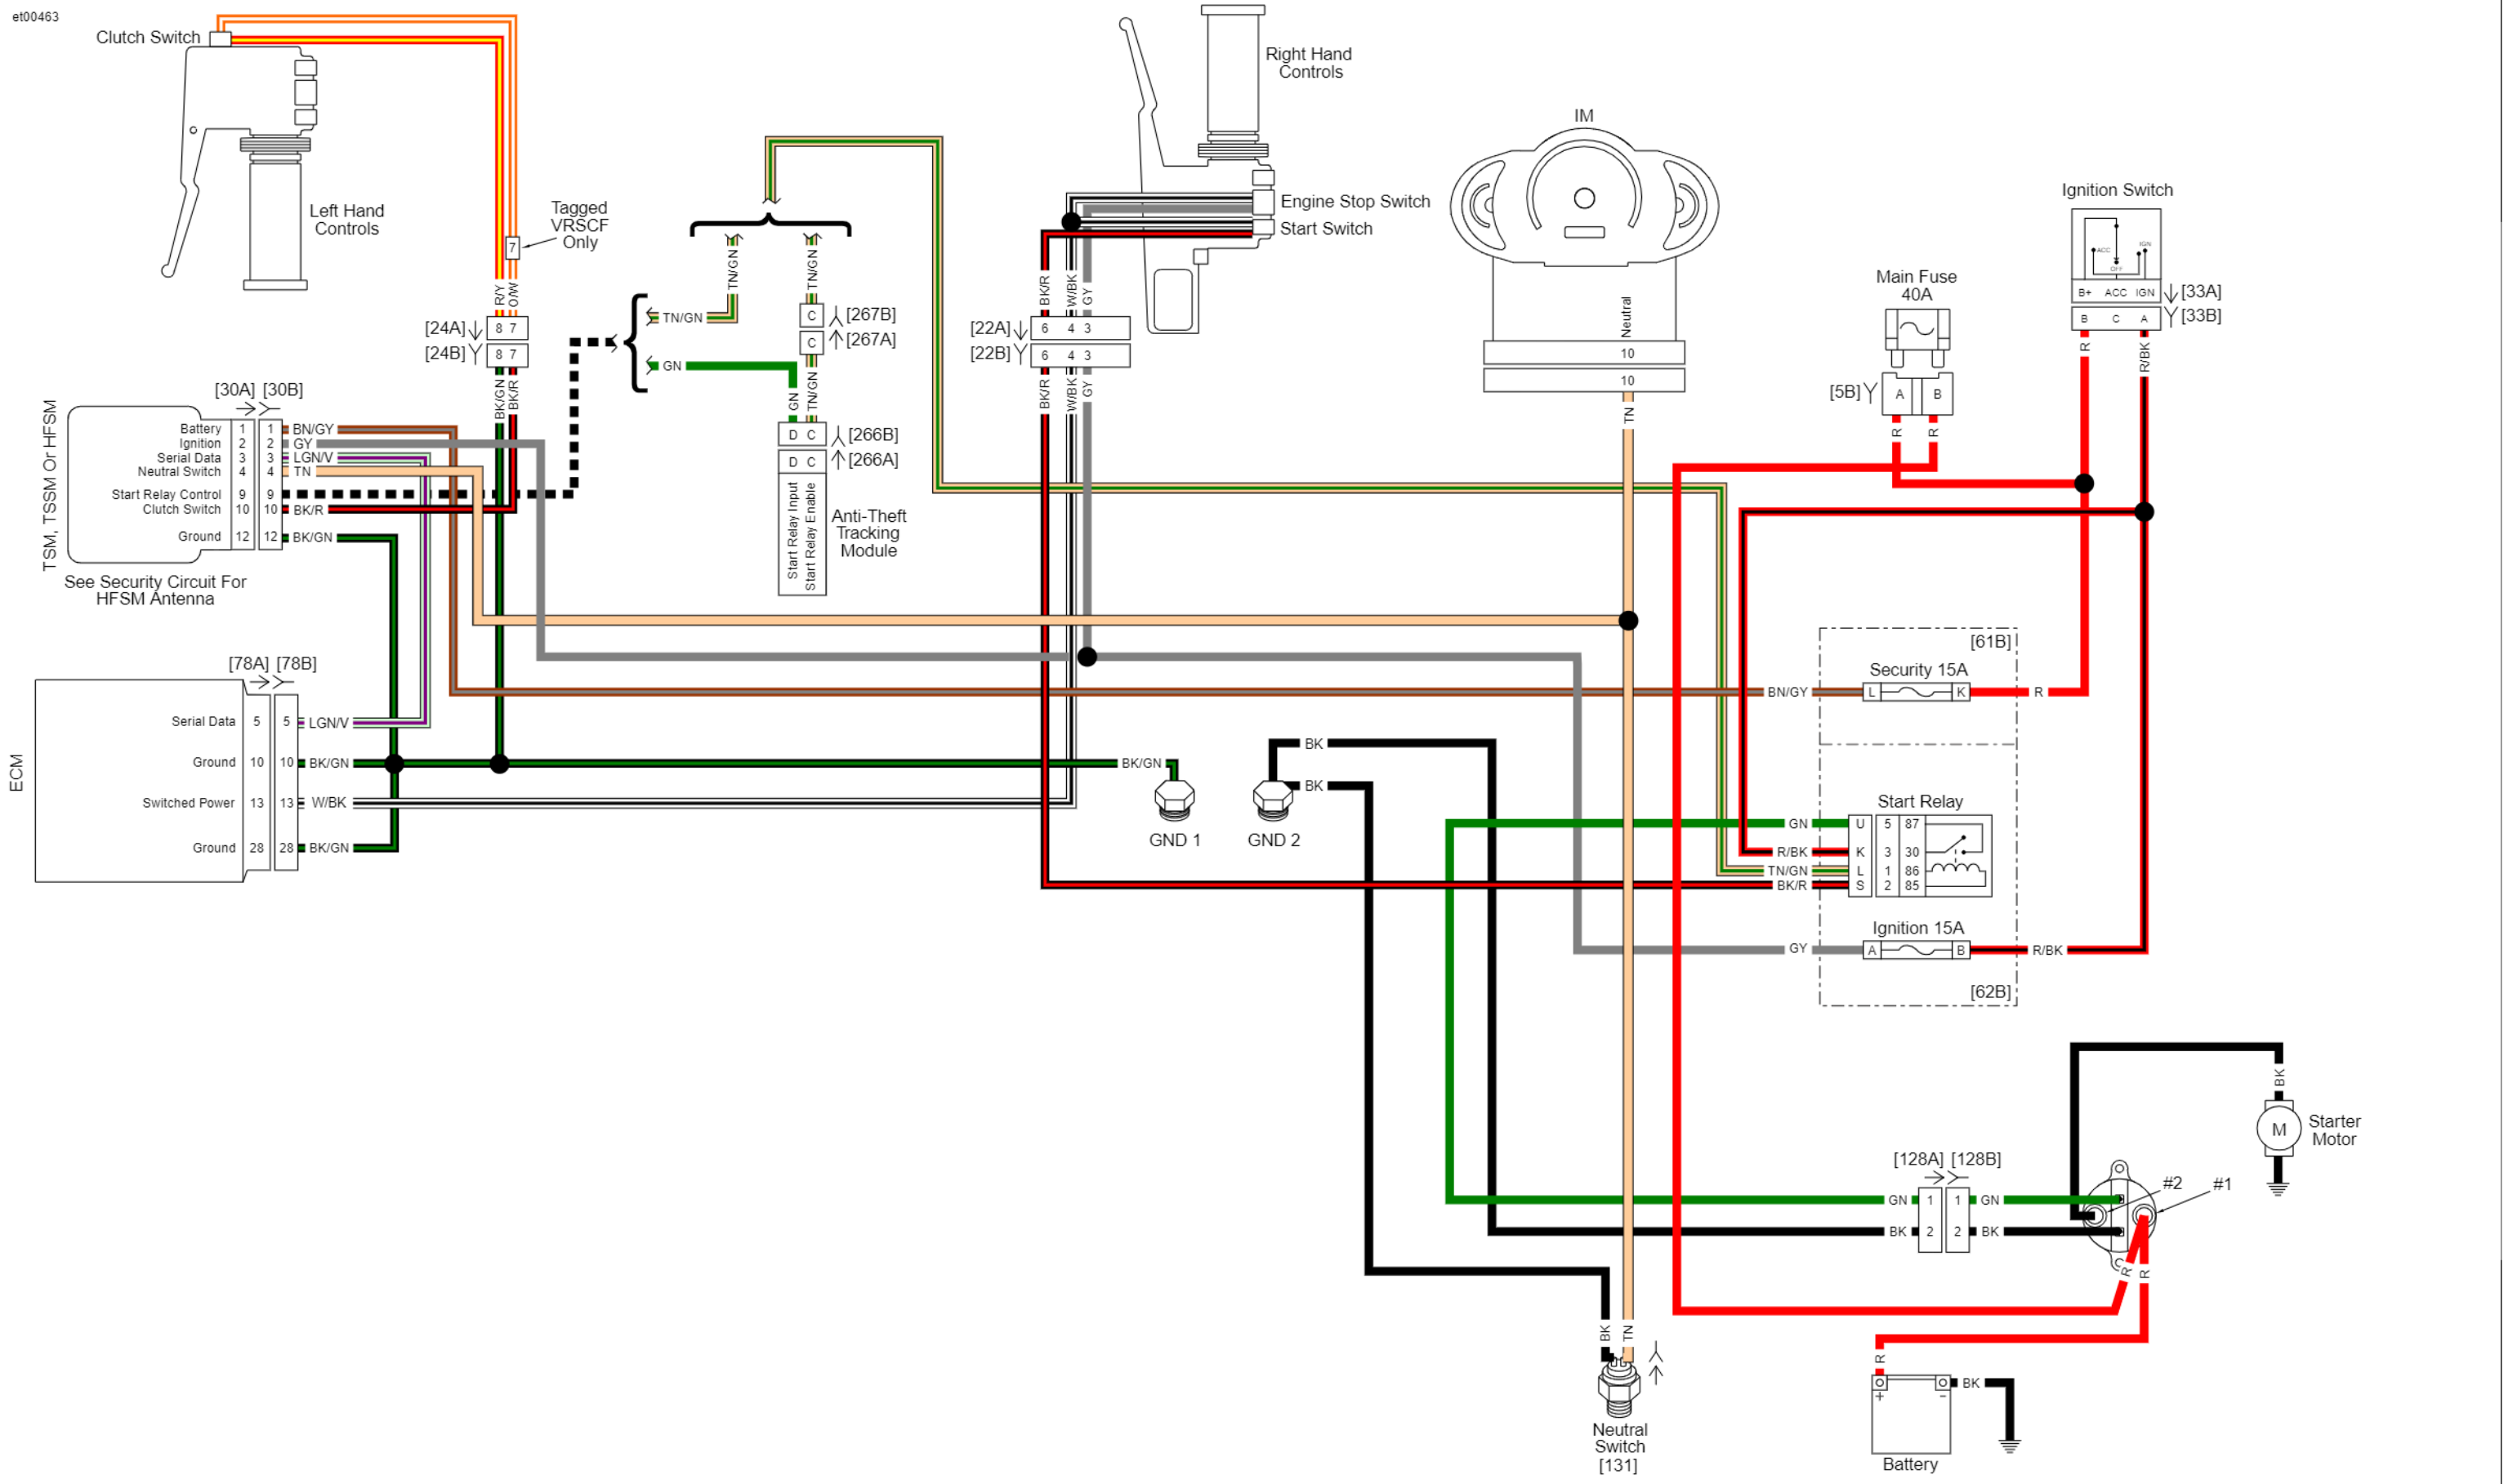 et00463
Clutch Switch
Left Hand
Controls
Tagged
VRSCF
Only
7
R/Y
O/W
[24A]
8 7
[24B]
8 7
BK/GN
BK/R
TN/GN
TN/GN
TN/GN
GN
GN
TN/GN
C
[267B]
C
[267A]
D C
[266B]
D C
[266A]
Start Relay Input
Start Relay Enable
Anti-Theft
Tracking
Module
Right Hand
Controls
Engine Stop Switch
Start Switch
BK/R
W/BK
GY
[22A]
6 4 3
[22B]
6 4 3
BK/R
W/BK
GY
IM
Neutral
10
10
TN
Main Fuse
40A
[5B]
A B
R
R
Ignition Switch
ACC
OFF
IGN
B+ ACC IGN
[33A]
B C A
[33B]
R
R/BK
[30A] [30B]
TSM, TSSM Or HFSM
Battery 1 1 BN/GY
Ignition 2 2 GY
Serial Data 3 3 LGN/V
Neutral Switch 4 4 TN
Start Relay Control 9 9
Clutch Switch 10 10 BK/R
Ground 12 12 BK/GN
See Security Circuit For
HFSM Antenna
[78A] [78B]
ECM
Serial Data 5 5 LGN/V
Ground 10 10 BK/GN
Switched Power 13 13 W/BK
Ground 28 28 BK/GN
BK/GN
GND 1
BK
BK
GND 2
[61B]
Security 15A
BN/GY L K R
Start Relay
GN U 5 87
R/BK K 3 30
TN/GN L 1 86
BK/R S 2 85
Ignition 15A
GY A B R/BK
[62B]
BK
M
Starter
Motor
[128A] [128B]
GN 1 1 GN
BK 2 2 BK
#2
#1
R
R
BK
TN
Neutral
Switch
[131]
R
+
−
BK
Battery